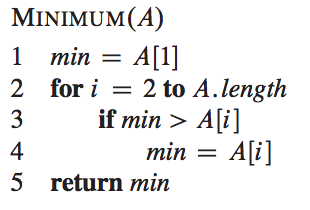 MINIMUM(A)
1 min = A[1]
2 for i = 2 to A.length
3 if min > A[i]
4 min = A[i]
5 return min